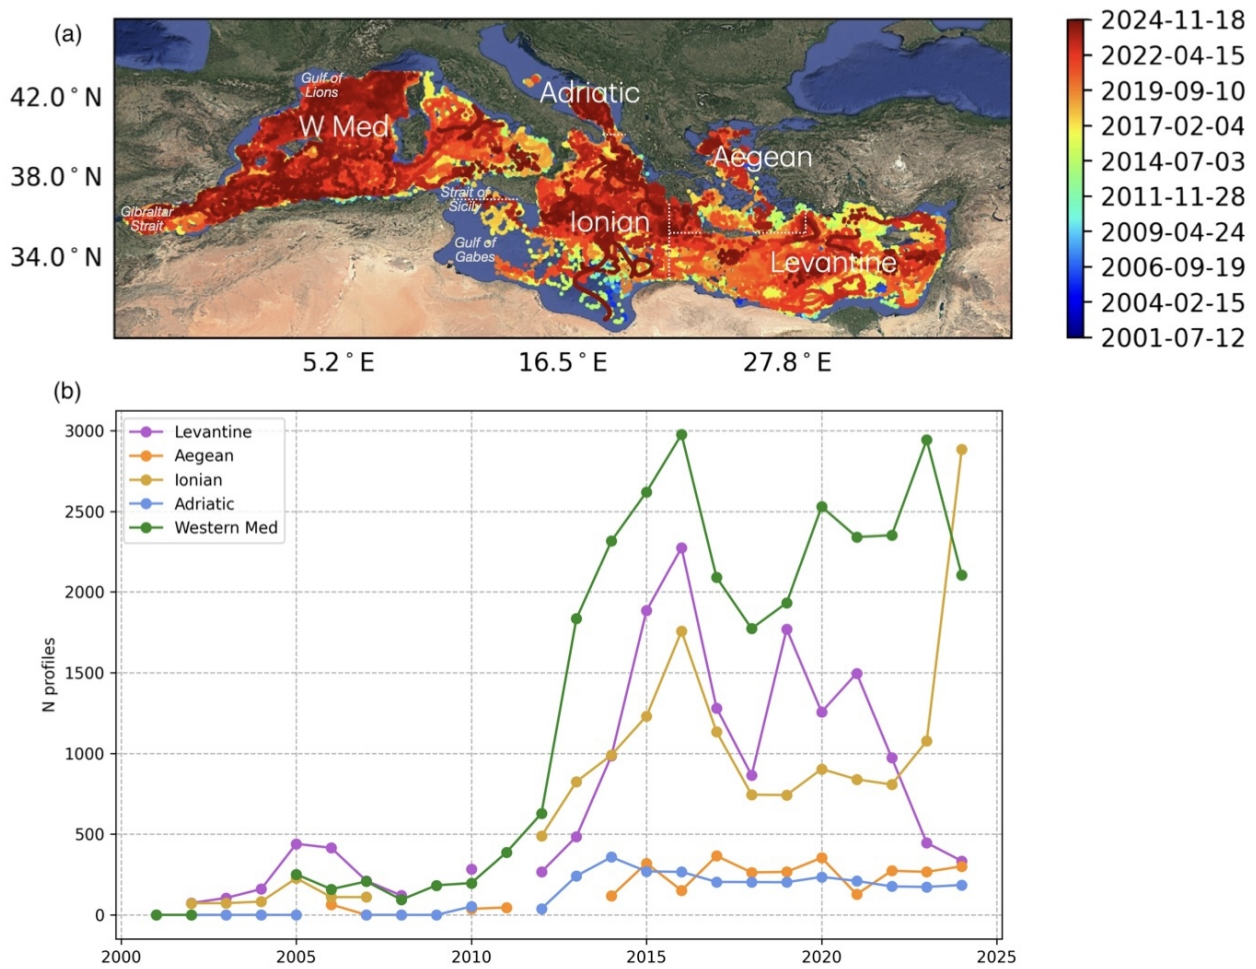 (a)
Gulf of
Lions
W Med
Adriatic
Aegean
Strait of
Sicily
Gibraltar
Strait
Ionian
Gulf of
Gabes
Levantine
42.0°N
38.0°N
34.0°N
5.2°E
16.5°E
27.8°E
2024-11-18
2022-04-15
2019-09-10
2017-02-04
2014-07-03
2011-11-28
2009-04-24
2006-09-19
2004-02-15
2001-07-12
(b)
Levantine
Aegean
Ionian
Adriatic
Western Med
N profiles
3000
2500
2000
1500
1000
500
0
2000
2005
2010
2015
2020
2025